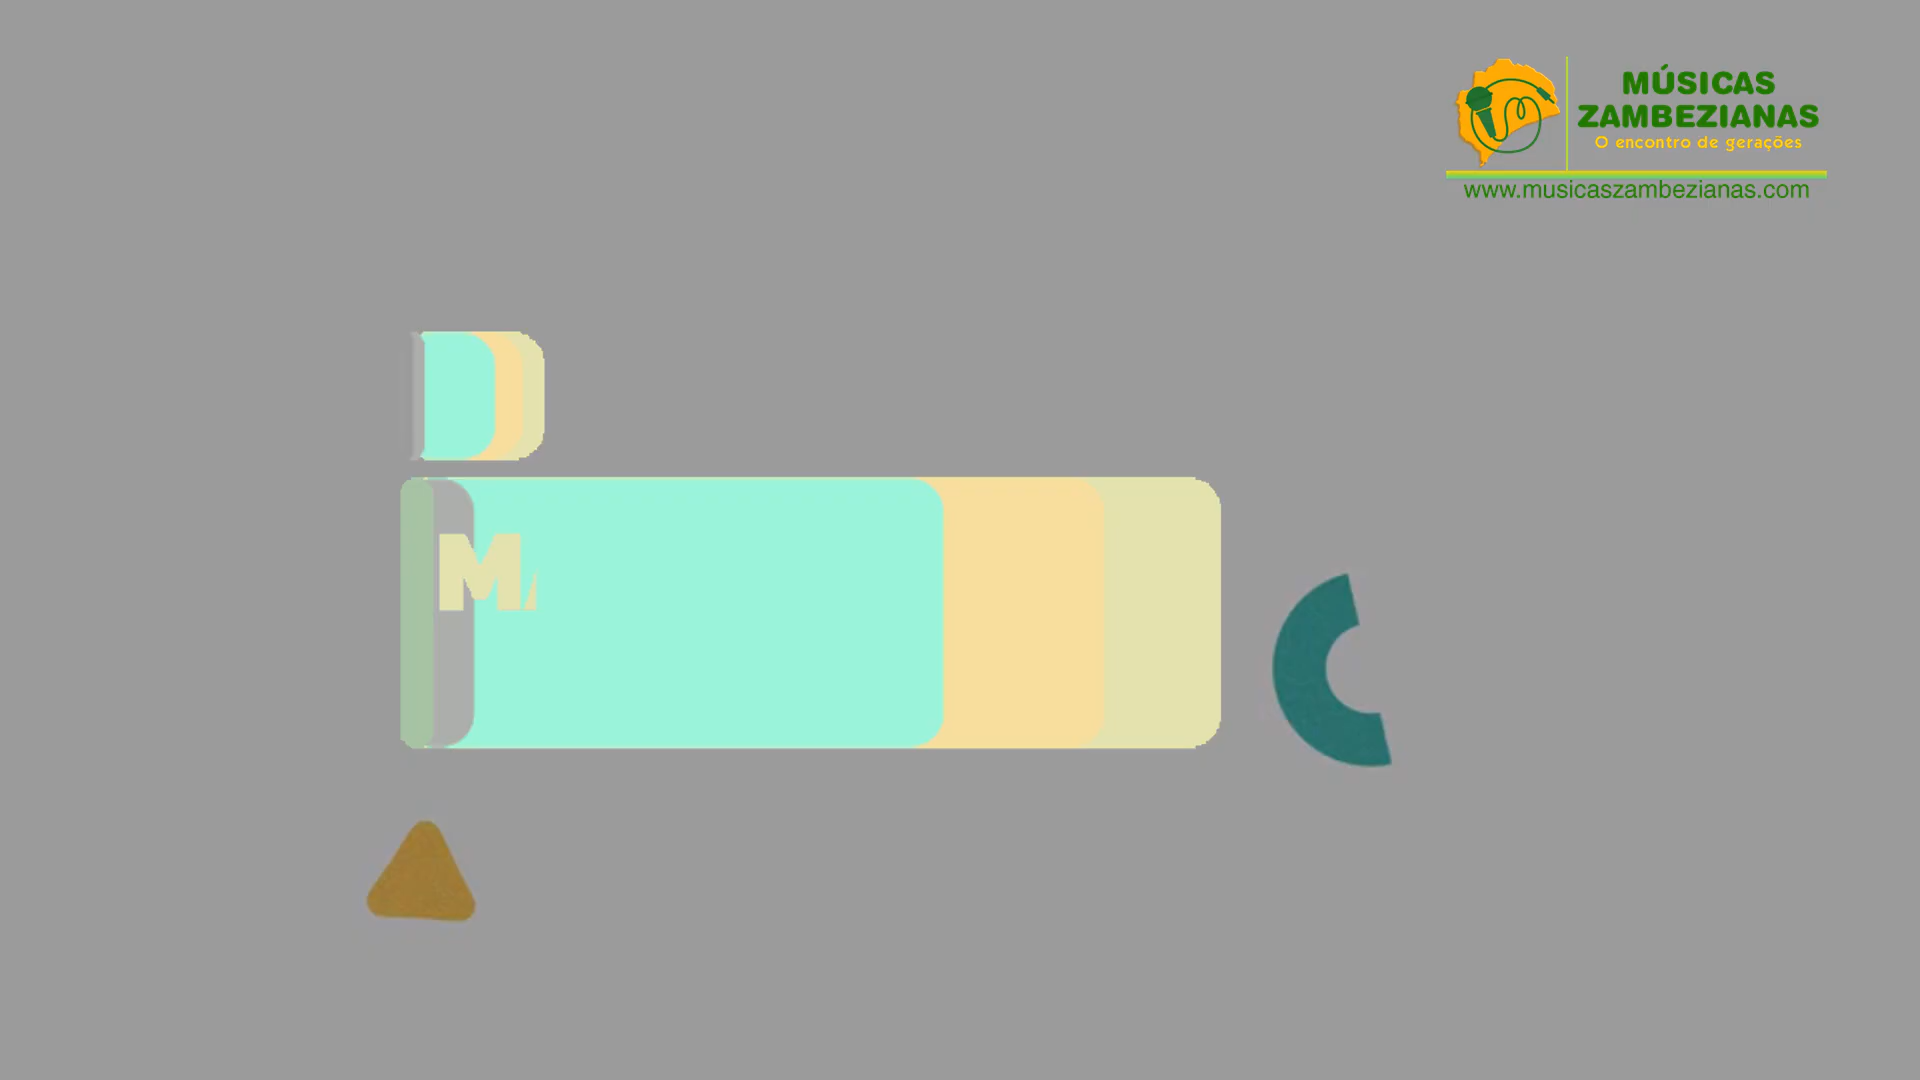 MÚSICAS
ZAMBEZIANAS
O encontro de gerações
www.musicaszambezianas.com
M